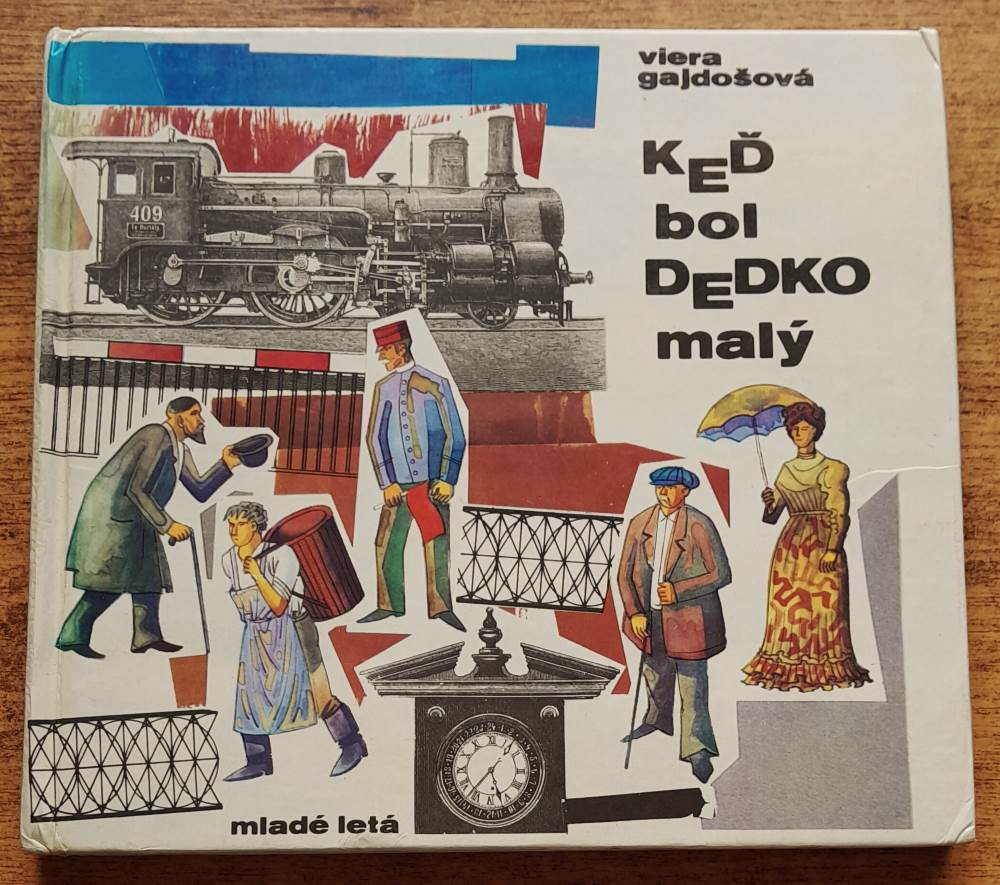 viera
gajdošová
KEĎ
bol
DEDKO
malý
409
mladé letá